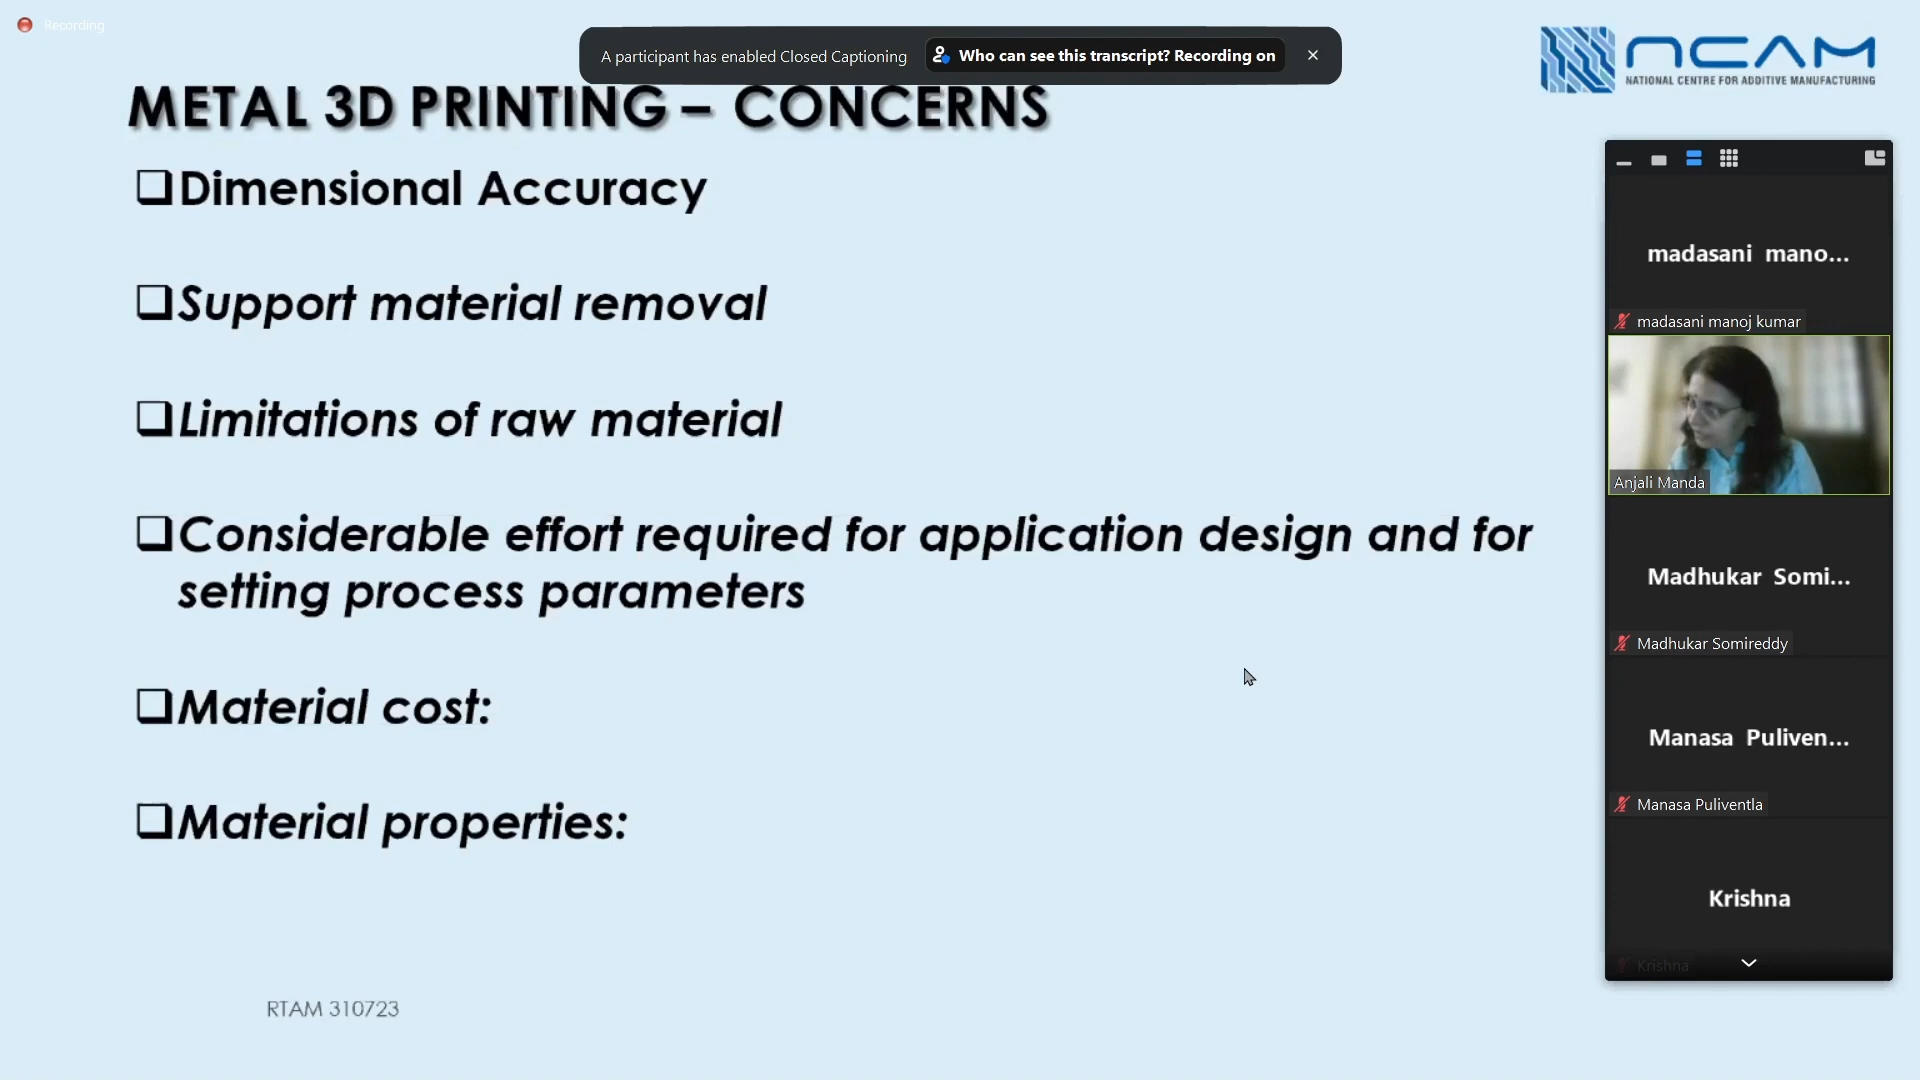 Recording
A participant has enabled Closed Captioning Who can see this transcript? Recording on
NCAM
NATIONAL CENTRE FOR ADDITIVE MANUFACTURING
METAL 3D PRINTING – CONCERNS
Dimensional Accuracy
Support material removal
Limitations of raw material
Considerable effort required for application design and for
setting process parameters
Material cost:
Material properties:
RTAM 310723
madasani mano...
madasani manoj kumar
Anjali Manda
Madhukar Somi...
Madhukar Somireddy
Manasa Puliven...
Manasa Puliventla
Krishna
Krishna